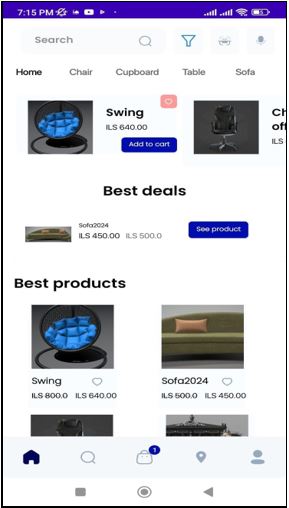 7:15 PM
Search
Home Chair Cupboard Table Sofa
Swing
ILS 640.00
Add to cart
Ch
offi
ILS
Best deals
Sofa2024
ILS 450.00 ILS 500.0
See product
Best products
Swing
ILS 800.0 ILS 640.00
Sofa2024
ILS 500.0 ILS 450.00
1